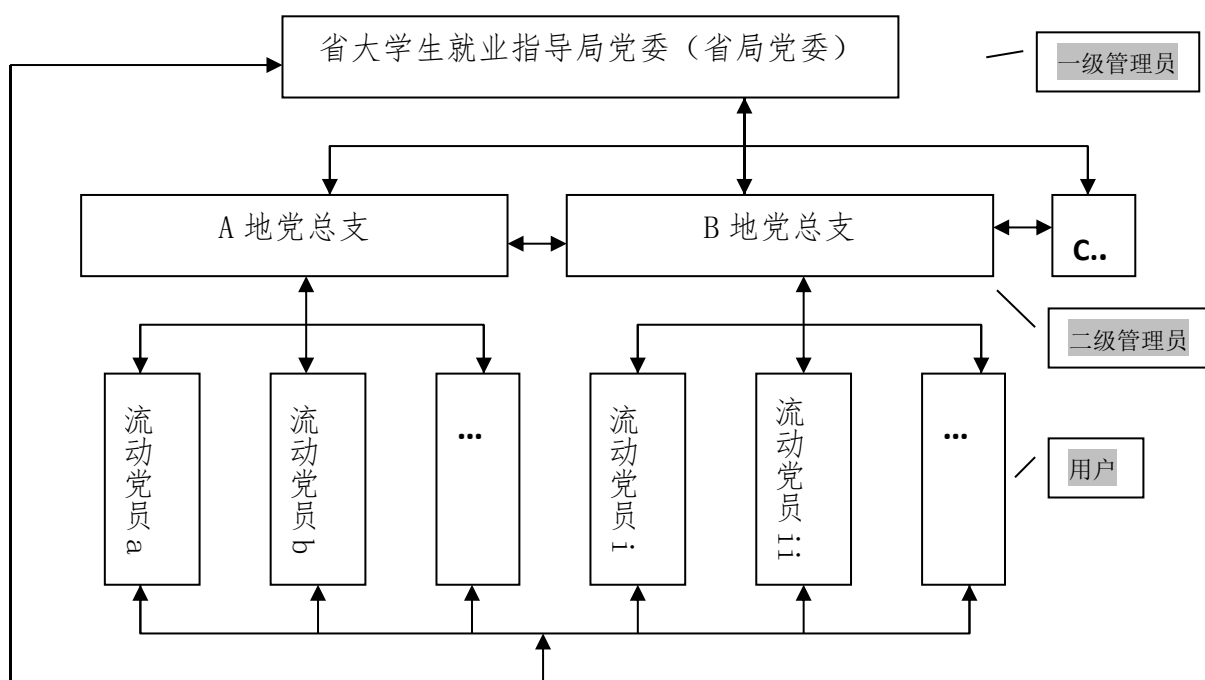 省大学生就业指导局党委（省局党委）
一级管理员
A 地党总支
B 地党总支
C..
二级管理员
流动党员a
流动党员b
...
流动党员i
流动党员ii
...
用户